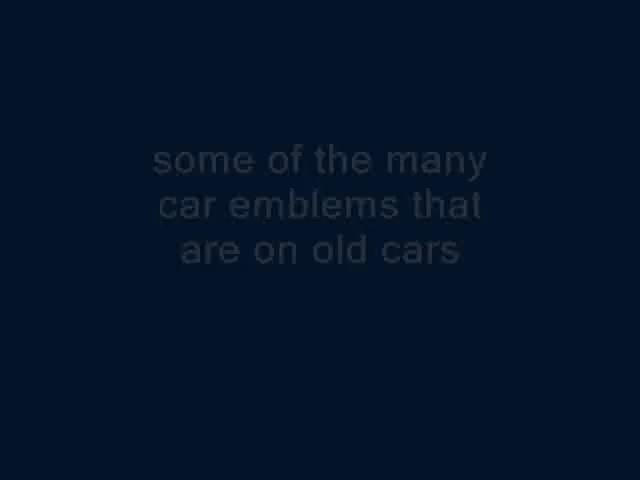 some of the many
car emblems that
are on old cars